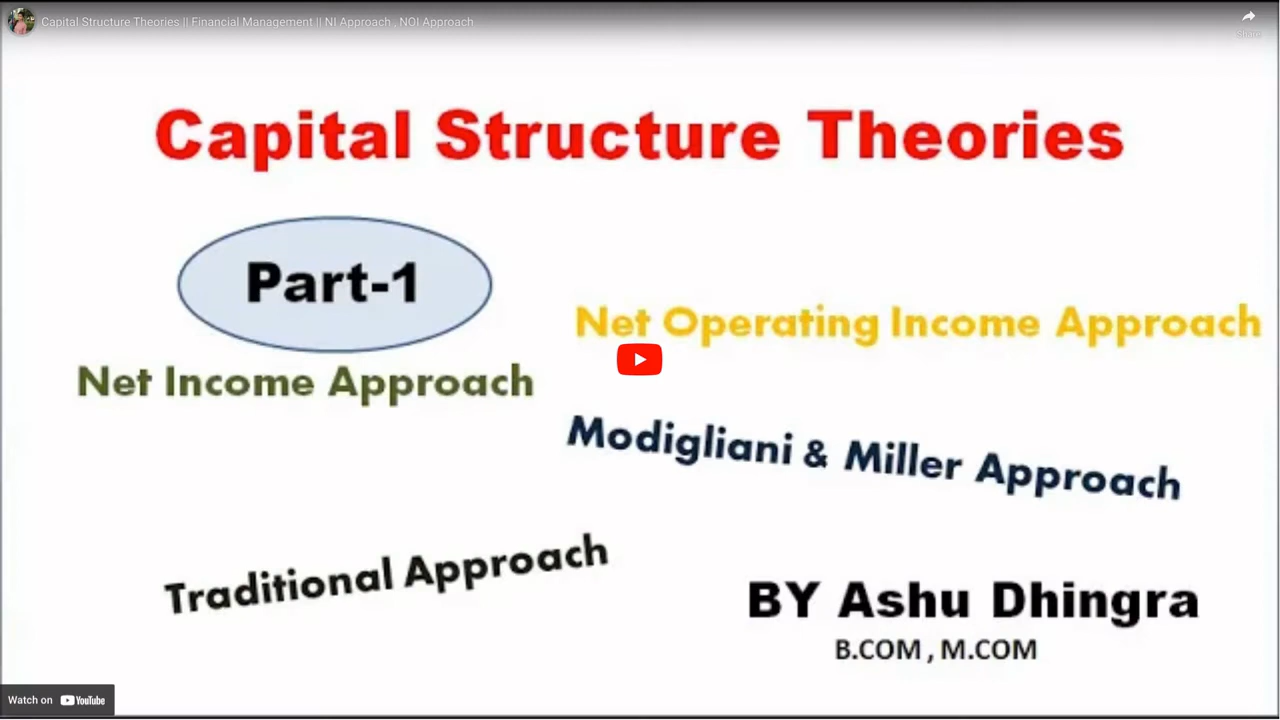 Capital Structure Theories || Financial Management || NI Approach , NOI Approach
Share
Capital Structure Theories
Part-1
Net Operating Income Approach
Net Income Approach
Modigliani & Miller Approach
Traditional Approach
BY Ashu Dhingra
B.COM , M.COM
Watch on YouTube